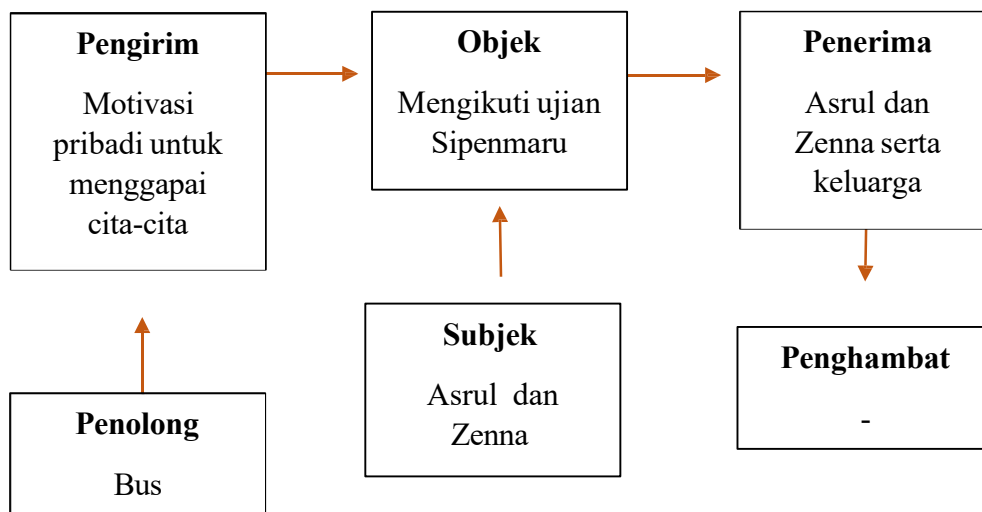 Pengirim
Motivasi
pribadi untuk
menggapai
cita-cita
Objek
Mengikuti ujian
Sipenmaru
Penerima
Asrul dan
Zenna serta
keluarga
Penolong
Bus
Subjek
Asrul dan
Zenna
Penghambat
-